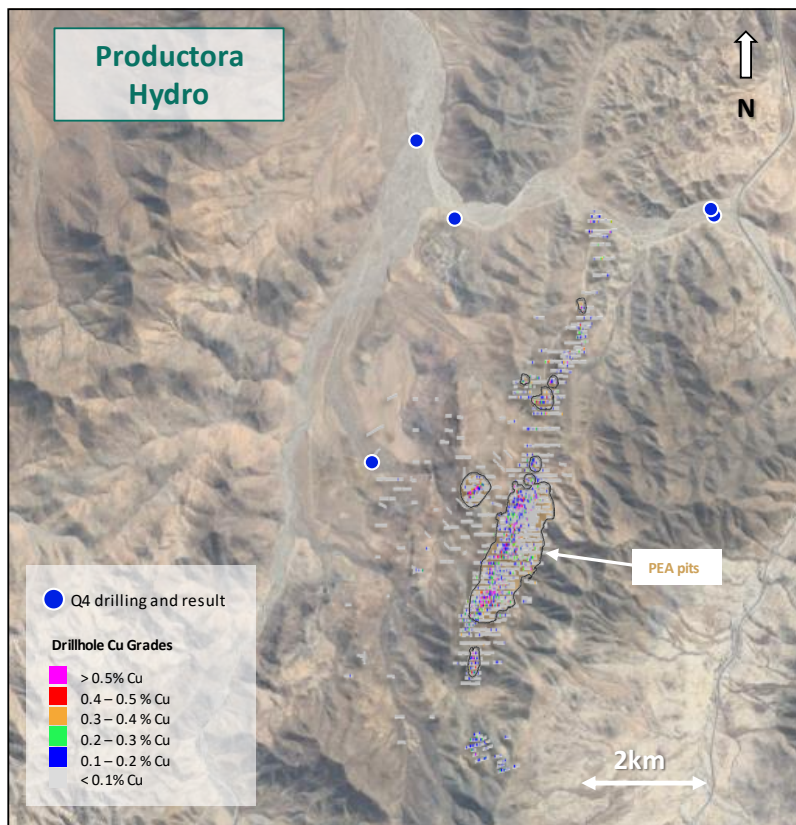 Productora
Hydro
N
PEA pits
Q4 drilling and result
Drillhole Cu Grades
> 0.5% Cu
0.4 – 0.5 % Cu
0.3 – 0.4 % Cu
0.2 – 0.3 % Cu
0.1 – 0.2 % Cu
< 0.1% Cu
2km